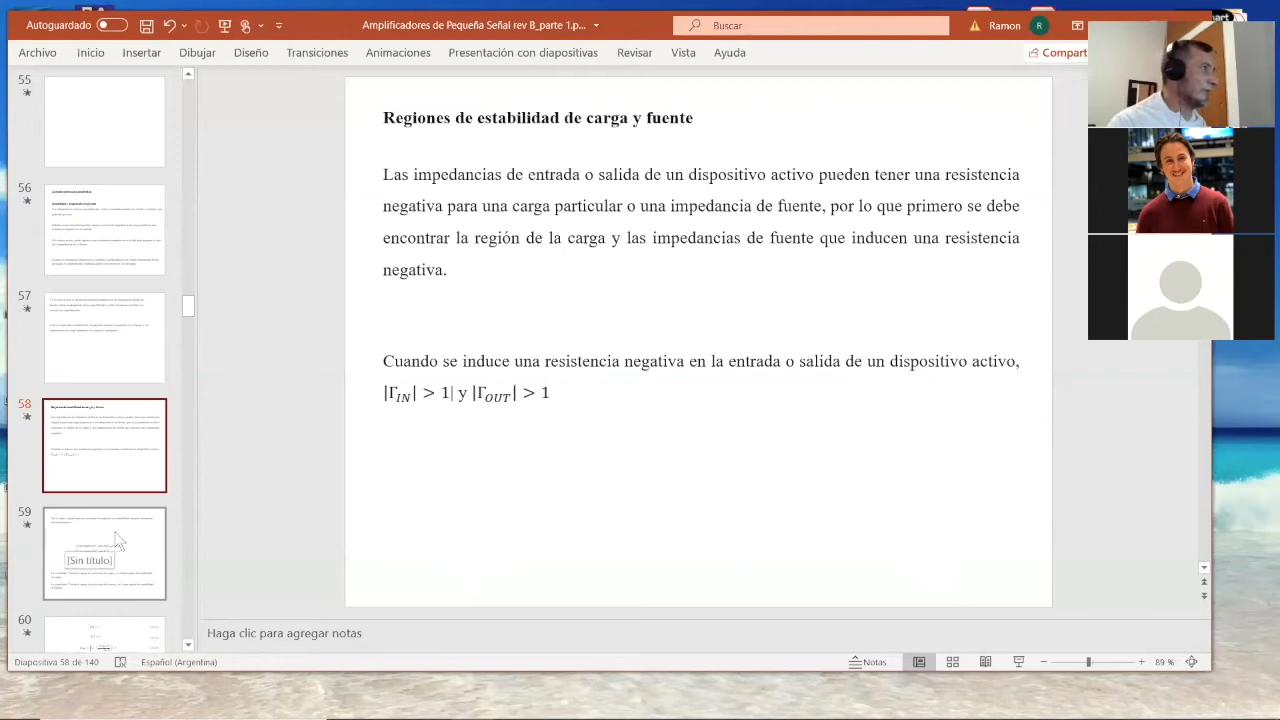 Autoguardado
Amplificadores de Pequeña Señal rev B_parte 1.p...
Buscar
Ramon
R
Archivo
Inicio
Insertar
Dibujar
Diseño
Transiciones
Animaciones
Presentación con diapositivas
Revisar
Vista
Ayuda
Compart
55
56
57
58
59
[Sin título]
60
Regiones de estabilidad de carga y fuente
Las impedancias de entrada o salida de un dispositivo activo pueden tener una resistencia
negativa para una carga particular o una impedancia de fuente, por lo que primero se debe
encontrar la región de la carga y las impedancias de fuente que inducen una resistencia
negativa.
Cuando se induce una resistencia negativa en la entrada o salida de un dispositivo activo,
|Γ_IN| > 1| y |Γ_OUT| > 1
Haga clic para agregar notas
Diapositiva 58 de 140
Español (Argentina)
Notas
89 %